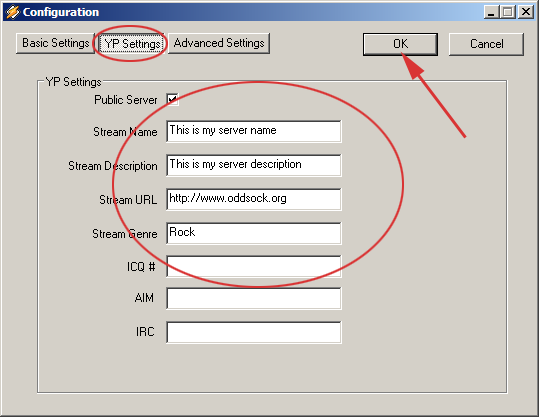 Configuration
Basic Settings YP Settings Advanced Settings OK Cancel
YP Settings
Public Server
Stream Name This is my server name
Stream Description This is my server description
Stream URL http://www.oddsock.org
Stream Genre Rock
ICQ #
AIM
IRC